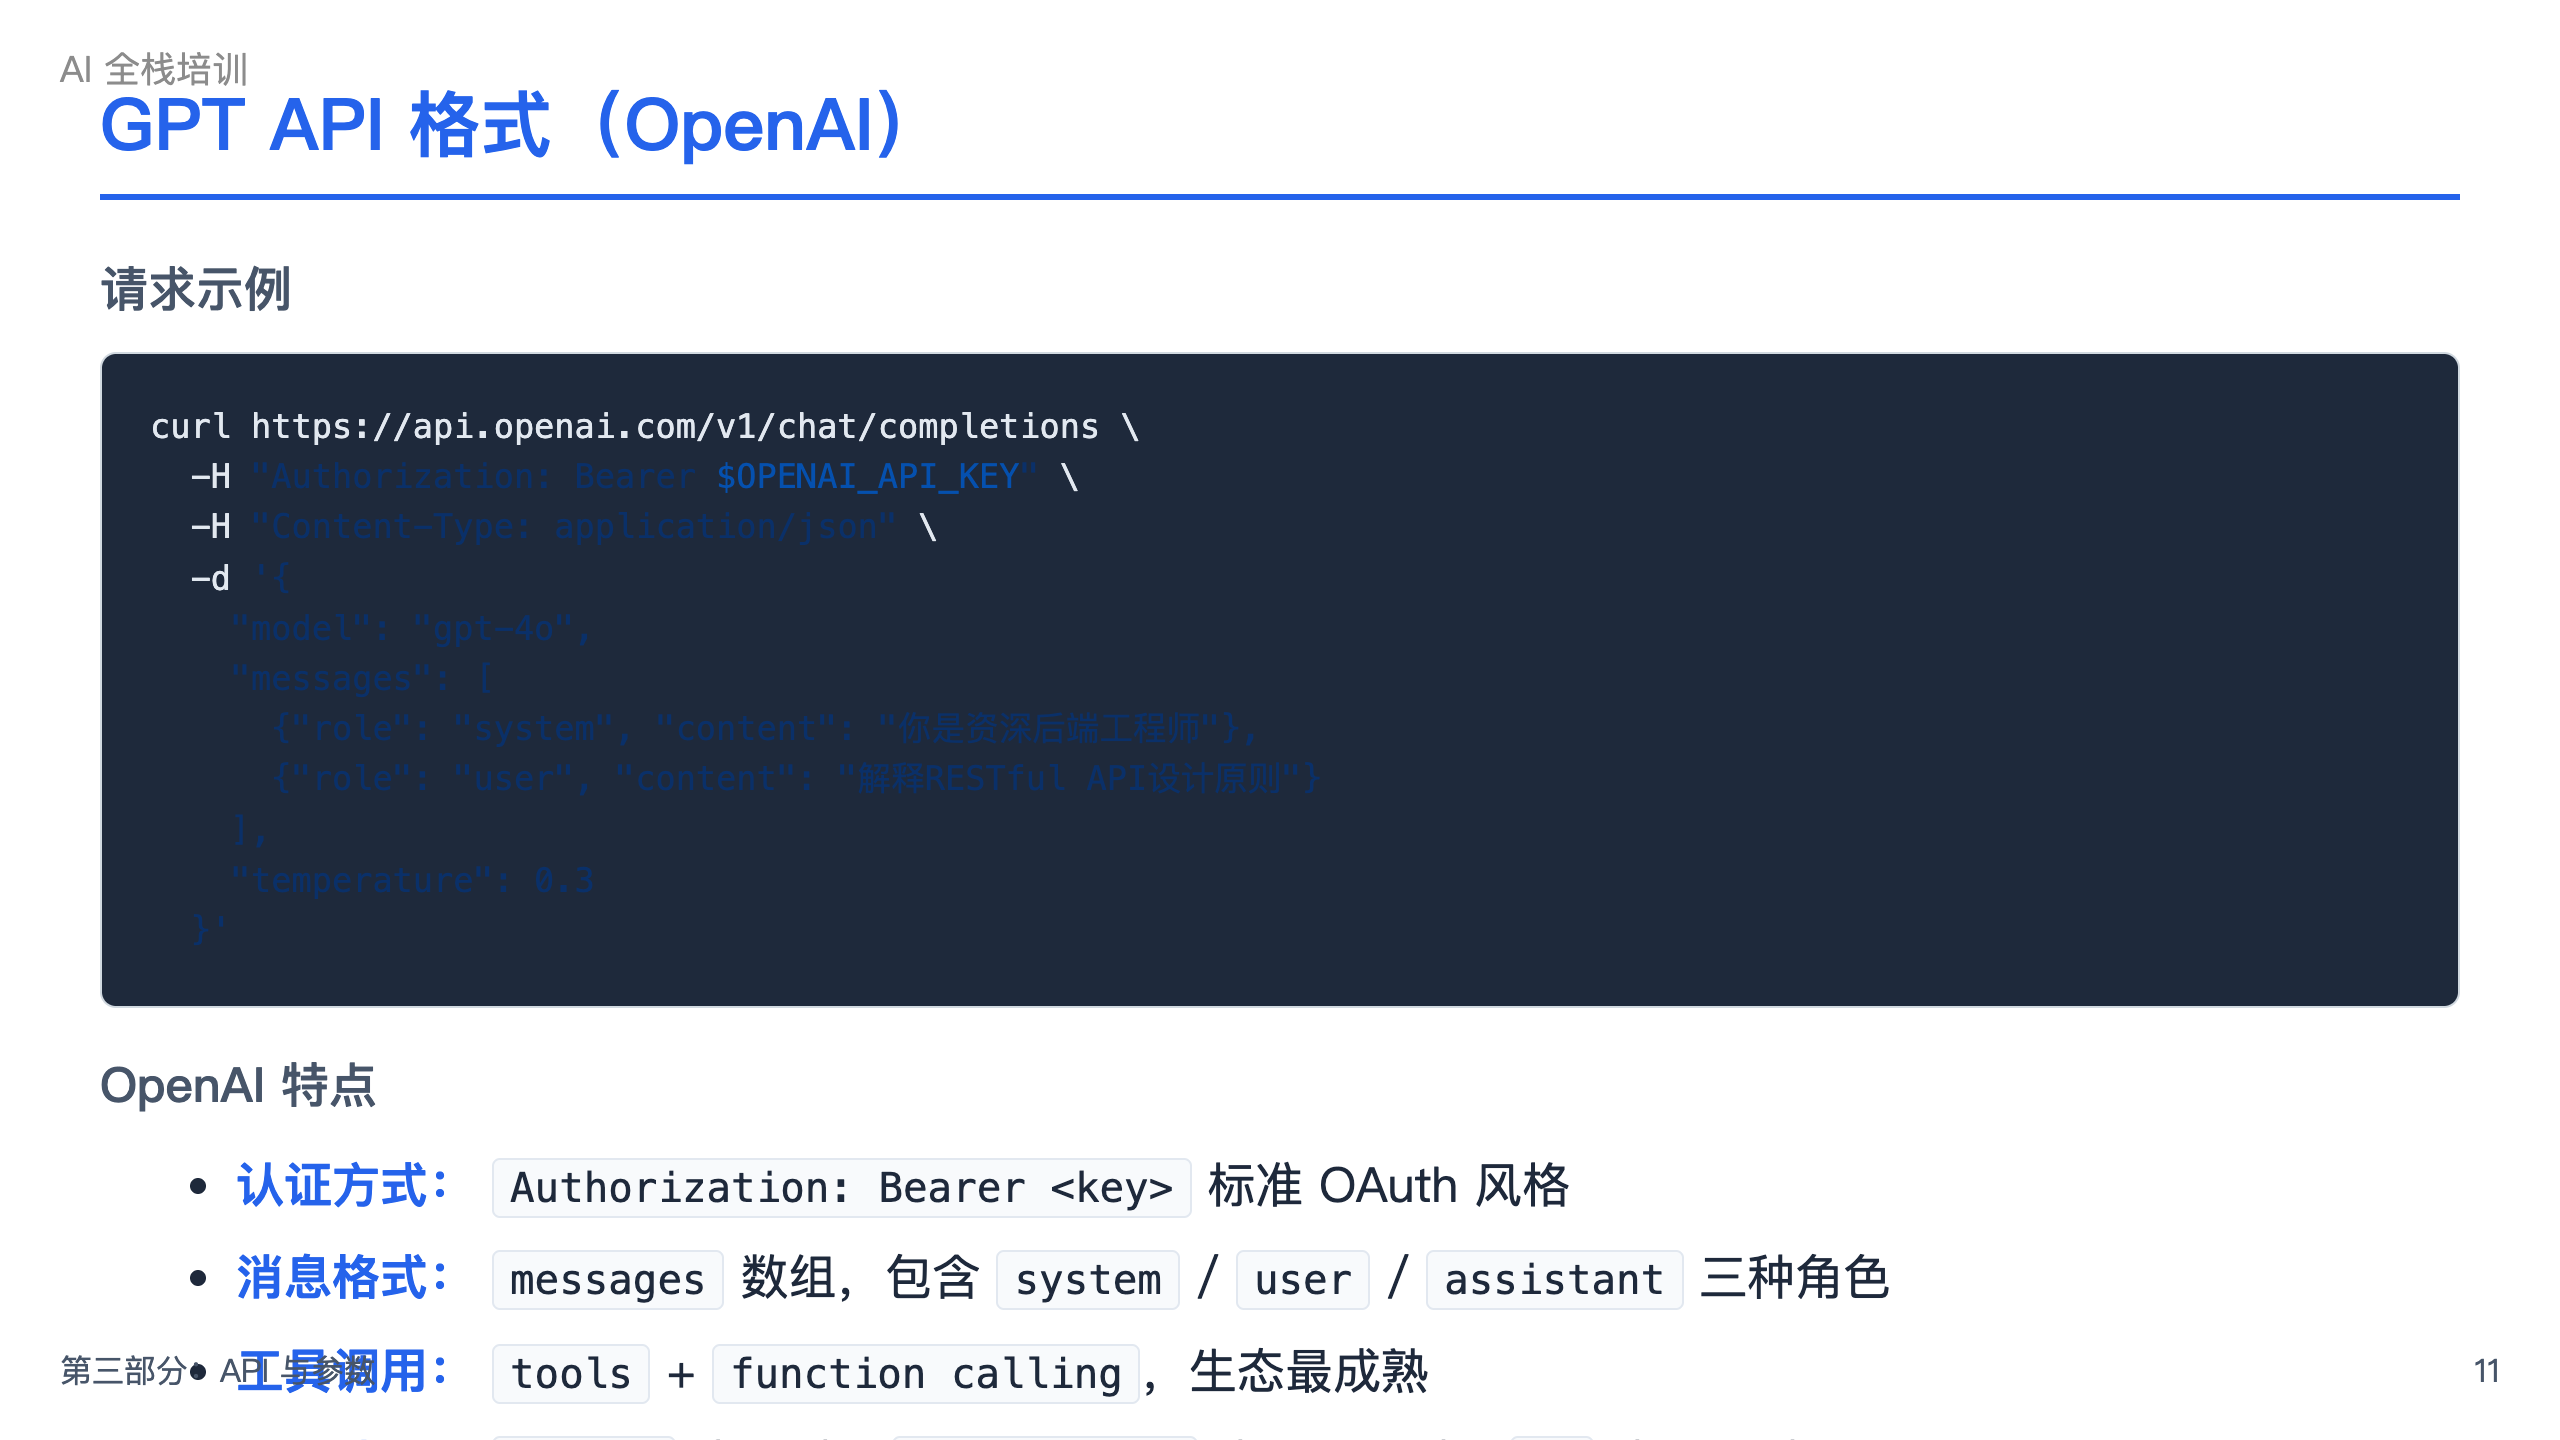 AI 全栈培训
GPT API 格式（OpenAI）
请求示例
curl https://api.openai.com/v1/chat/completions \
  -H "Authorization: Bearer $OPENAI_API_KEY" \
  -H "Content-Type: application/json" \
  -d '{
    "model": "gpt-4o",
    "messages": [
      {"role": "system", "content": "你是资深后端工程师"},
      {"role": "user", "content": "解释RESTful API设计原则"}
    ],
    "temperature": 0.3
  }'
OpenAI 特点
• 认证方式： Authorization: Bearer <key> 标准 OAuth 风格
• 消息格式： messages 数组，包含 system / user / assistant 三种角色
• 工具调用： tools + function calling，生态最成熟
第三部分：API 与参数
11